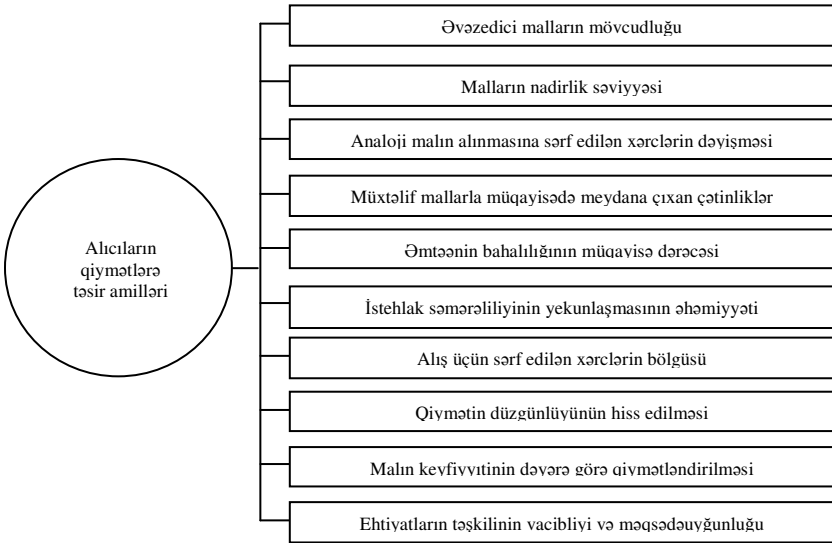 Alıcıların
qiymətlərə
təsir amilləri
Əvəzedici malların mövcudluğu
Malların nadirlik səviyyəsi
Analoji malın alınmasına sərf edilən xərclərin dəyişməsi
Müxtəlif mallarla müqayisədə meydana çıxan çətinliklər
Əmtəənin bahalılığının müqayisə dərəcəsi
İstehlak səmərəliliyinin yekunlaşmasının əhəmiyyəti
Alış üçün sərf edilən xərclərin bölgüsü
Qiymətin düzgünlüyünün hiss edilməsi
Malın keyfiyyıtinin dəyərə görə qiymətləndirilməsi
Ehtiyatların təşkilinin vacibliyi və məqsədəuyğunluğu